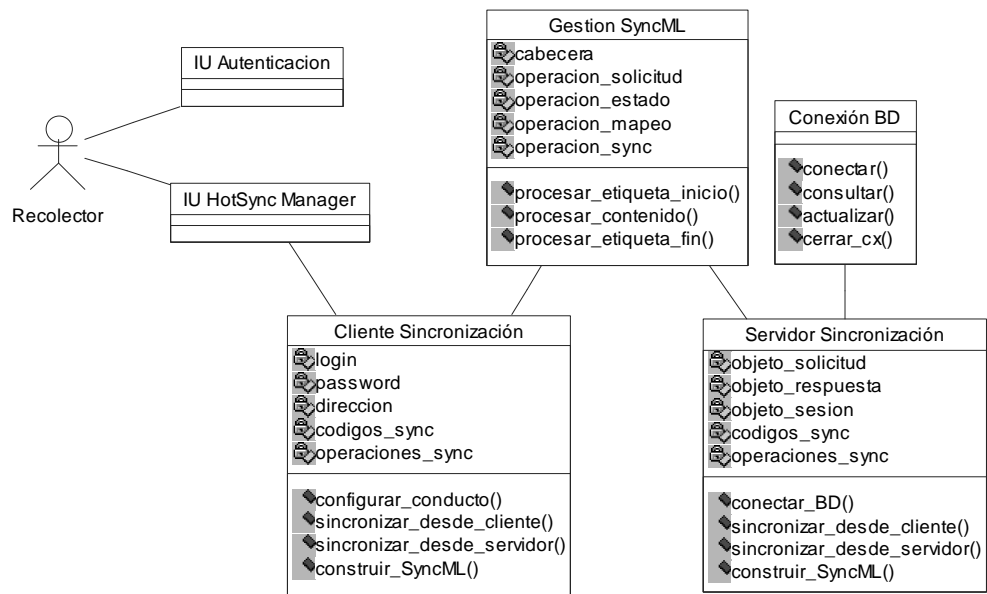 IU Autenticacion
Recolector
IU HotSync Manager
Gestion SyncML
cabecera
operacion_solicitud
operacion_estado
operacion_mapeo
operacion_sync
procesar_etiqueta_inicio()
procesar_contenido()
procesar_etiqueta_fin()
Conexión BD
conectar()
consultar()
actualizar()
cerrar_cx()
Cliente Sincronización
login
password
direccion
codigos_sync
operaciones_sync
configurar_conducto()
sincronizar_desde_cliente()
sincronizar_desde_servidor()
construir_SyncML()
Servidor Sincronización
objeto_solicitud
objeto_respuesta
objeto_sesion
codigos_sync
operaciones_sync
conectar_BD()
sincronizar_desde_cliente()
sincronizar_desde_servidor()
construir_SyncML()